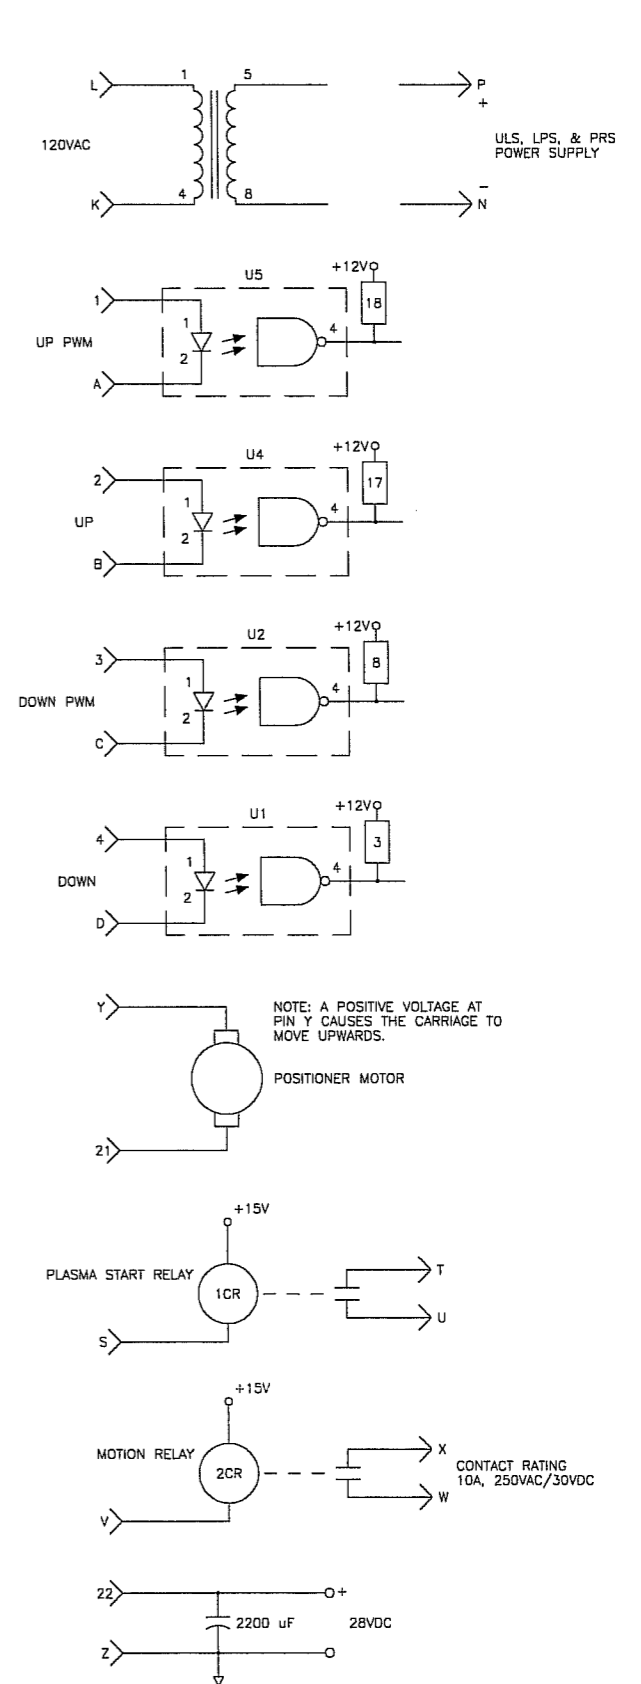 L
1
5
P
+
120VAC
ULS, LPS, & PRS
POWER SUPPLY
K
4
8
−
N
U5
+12V
1
18
1
4
UP PWM
2
A
U4
+12V
2
17
1
4
UP
2
B
U2
+12V
3
8
1
4
DOWN PWM
2
C
U1
+12V
4
3
1
4
DOWN
2
D
Y
NOTE: A POSITIVE VOLTAGE AT
PIN Y CAUSES THE CARRIAGE TO
MOVE UPWARDS.
POSITIONER MOTOR
21
+15V
PLASMA START RELAY
1CR
T
U
S
+15V
MOTION RELAY
2CR
X
CONTACT RATING
10A, 250VAC/30VDC
W
V
22
+
2200 uF
28VDC
Z